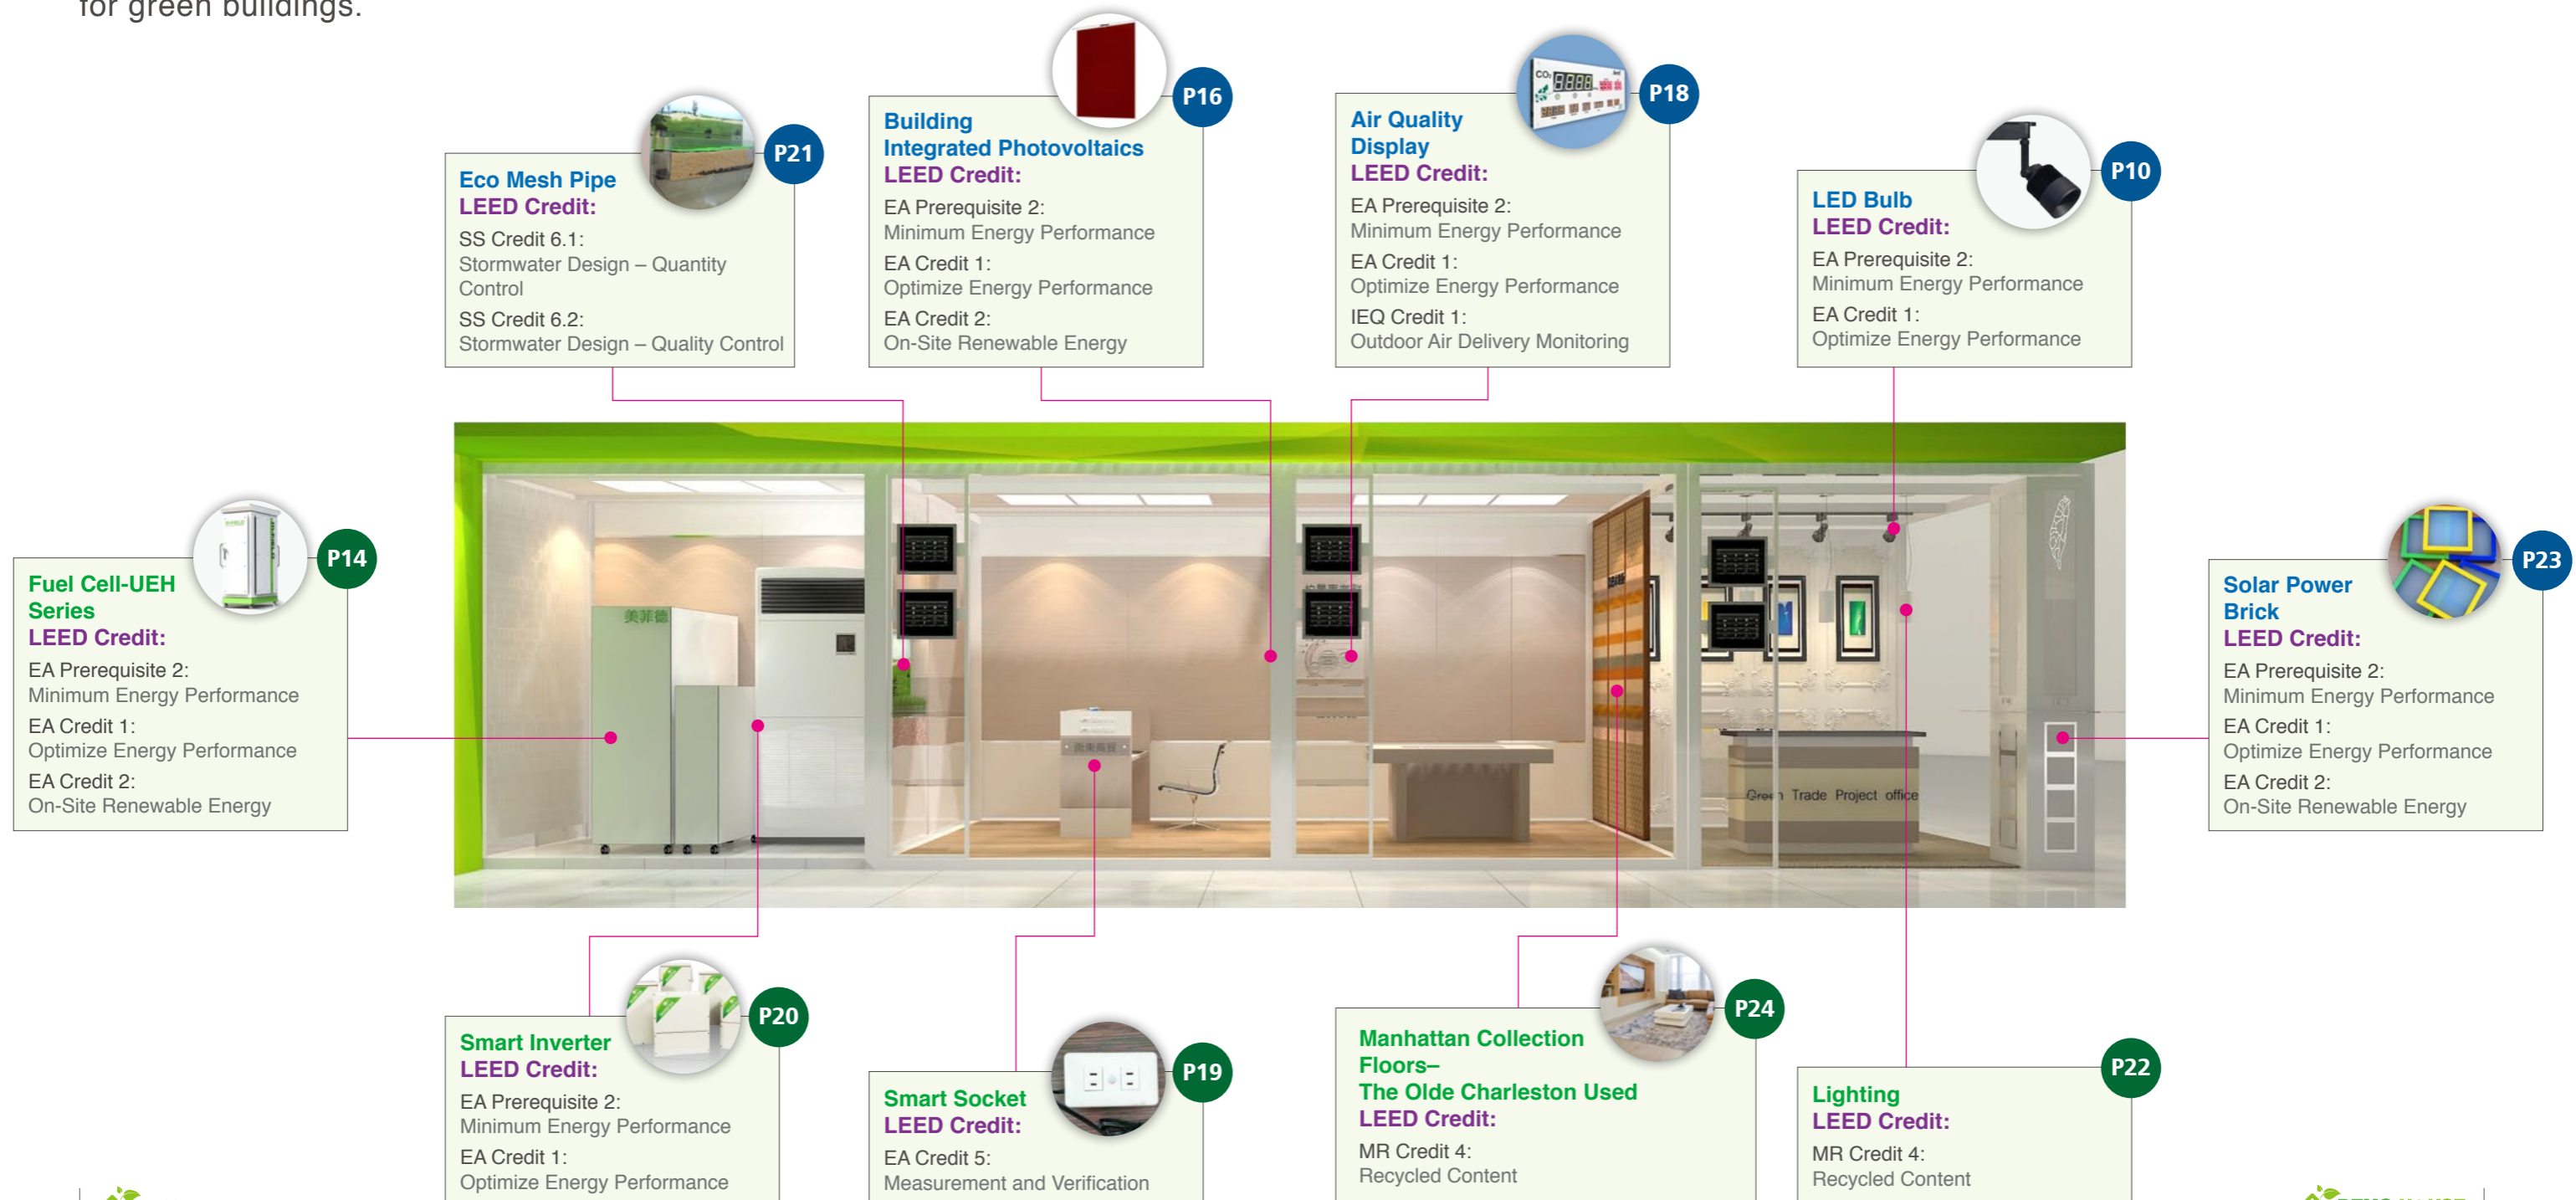 for green buildings.
P21
Eco Mesh Pipe
LEED Credit:
SS Credit 6.1:
Stormwater Design – Quantity
Control
SS Credit 6.2:
Stormwater Design – Quality Control
P16
Building
Integrated Photovoltaics
LEED Credit:
EA Prerequisite 2:
Minimum Energy Performance
EA Credit 1:
Optimize Energy Performance
EA Credit 2:
On-Site Renewable Energy
CO₂
P18
Air Quality
Display
LEED Credit:
EA Prerequisite 2:
Minimum Energy Performance
EA Credit 1:
Optimize Energy Performance
IEQ Credit 1:
Outdoor Air Delivery Monitoring
P10
LED Bulb
LEED Credit:
EA Prerequisite 2:
Minimum Energy Performance
EA Credit 1:
Optimize Energy Performance
P14
Fuel Cell-UEH
Series
LEED Credit:
EA Prerequisite 2:
Minimum Energy Performance
EA Credit 1:
Optimize Energy Performance
EA Credit 2:
On-Site Renewable Energy
美菲德
Green Trade Project office
P23
Solar Power
Brick
LEED Credit:
EA Prerequisite 2:
Minimum Energy Performance
EA Credit 1:
Optimize Energy Performance
EA Credit 2:
On-Site Renewable Energy
P20
Smart Inverter
LEED Credit:
EA Prerequisite 2:
Minimum Energy Performance
EA Credit 1:
Optimize Energy Performance
P19
Smart Socket
LEED Credit:
EA Credit 5:
Measurement and Verification
P24
Manhattan Collection
Floors–
The Olde Charleston Used
LEED Credit:
MR Credit 4:
Recycled Content
P22
Lighting
LEED Credit:
MR Credit 4:
Recycled Content